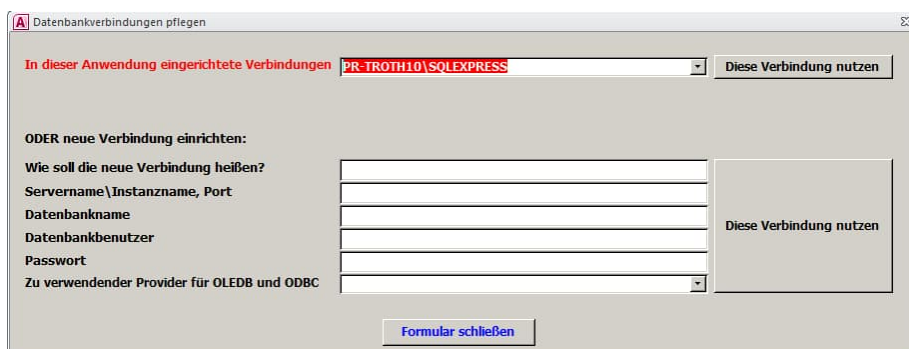 Datenbankverbindungen pflegen
In dieser Anwendung eingerichtete Verbindungen PR-TROTH10\SQLEXPRESS Diese Verbindung nutzen
ODER neue Verbindung einrichten:
Wie soll die neue Verbindung heißen?
Servername\Instanzname, Port
Datenbankname
Datenbankbenutzer Diese Verbindung nutzen
Passwort
Zu verwendender Provider für OLEDB und ODBC
Formular schließen